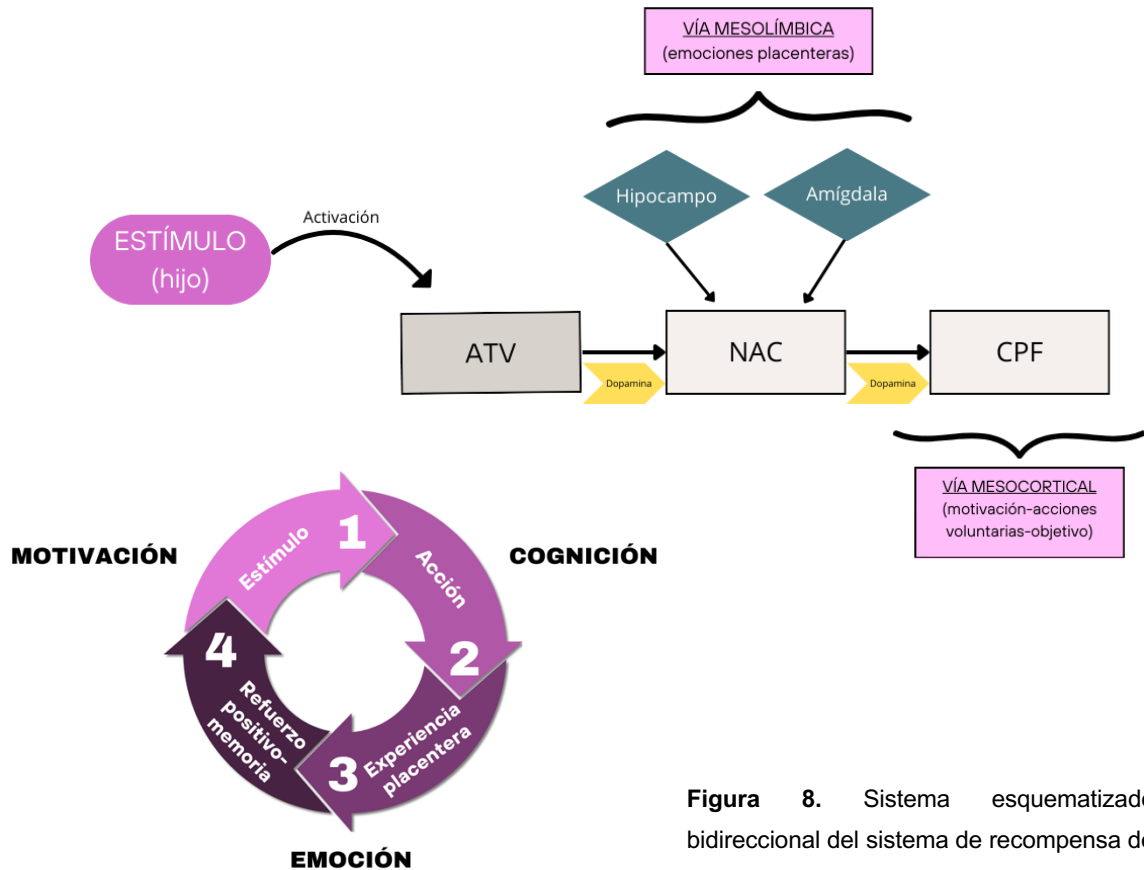 VÍA MESOLÍMBICA
(emociones placenteras)
Hipocampo
Amígdala
Activación
ESTÍMULO
(hijo)
ATV
NAC
CPF
Dopamina
Dopamina
VÍA MESOCORTICAL
(motivación-acciones
voluntarias-objetivo)
MOTIVACIÓN
COGNICIÓN
EMOCIÓN
1
Estímulo
2
Acción
3
Experiencia
placentera
4
Refuerzo
positivo-
memoria
Figura 8. Sistema esquematizado
bidireccional del sistema de recompensa de